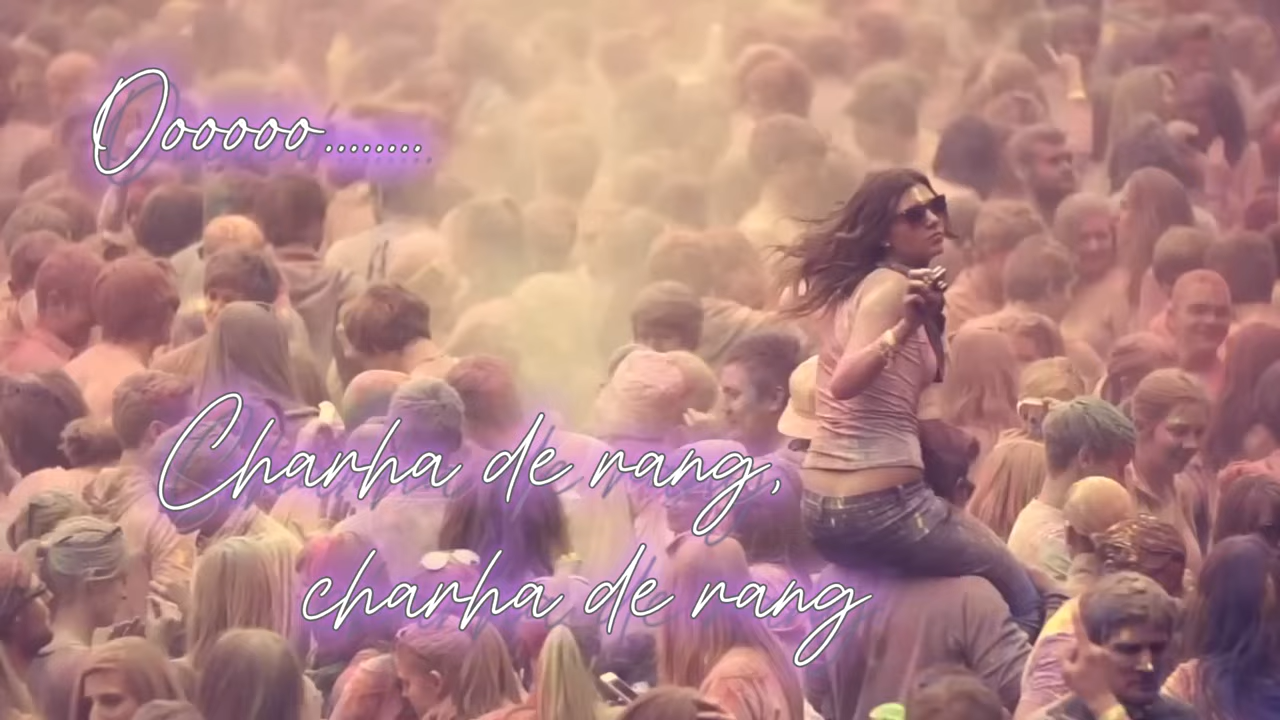 Oooooo........
Charha de rang,
charha de rang